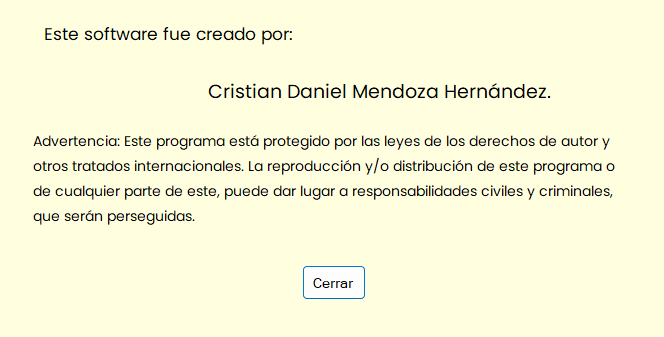 Este software fue creado por:
Cristian Daniel Mendoza Hernández.
Advertencia: Este programa está protegido por las leyes de los derechos de autor y
otros tratados internacionales. La reproducción y/o distribución de este programa o
de cualquier parte de este, puede dar lugar a responsabilidades civiles y criminales,
que serán perseguidas.
Cerrar